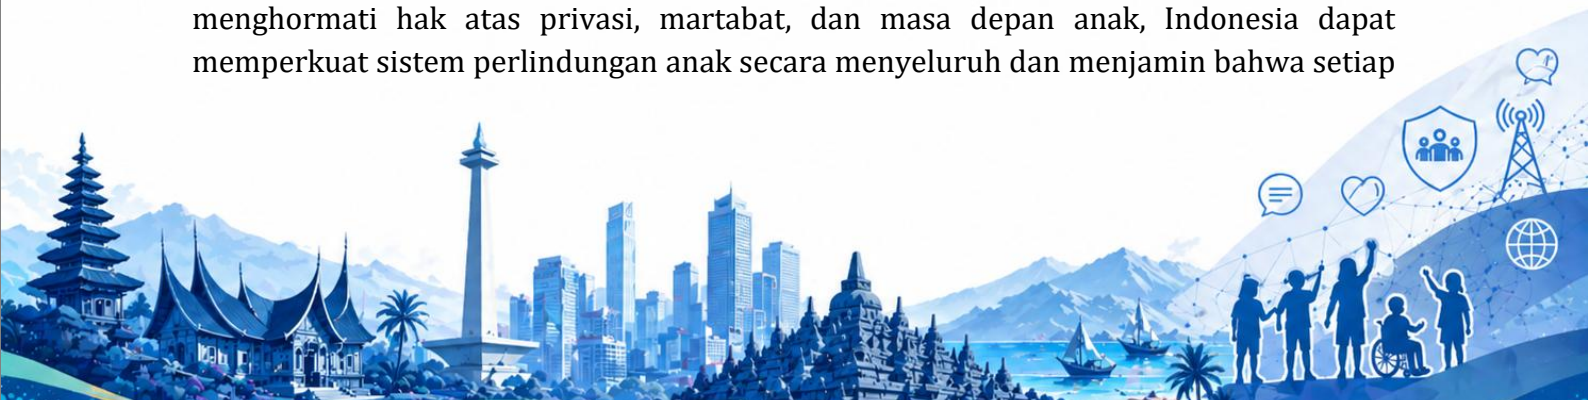 menghormati hak atas privasi, martabat, dan masa depan anak, Indonesia dapat
memperkuat sistem perlindungan anak secara menyeluruh dan menjamin bahwa setiap